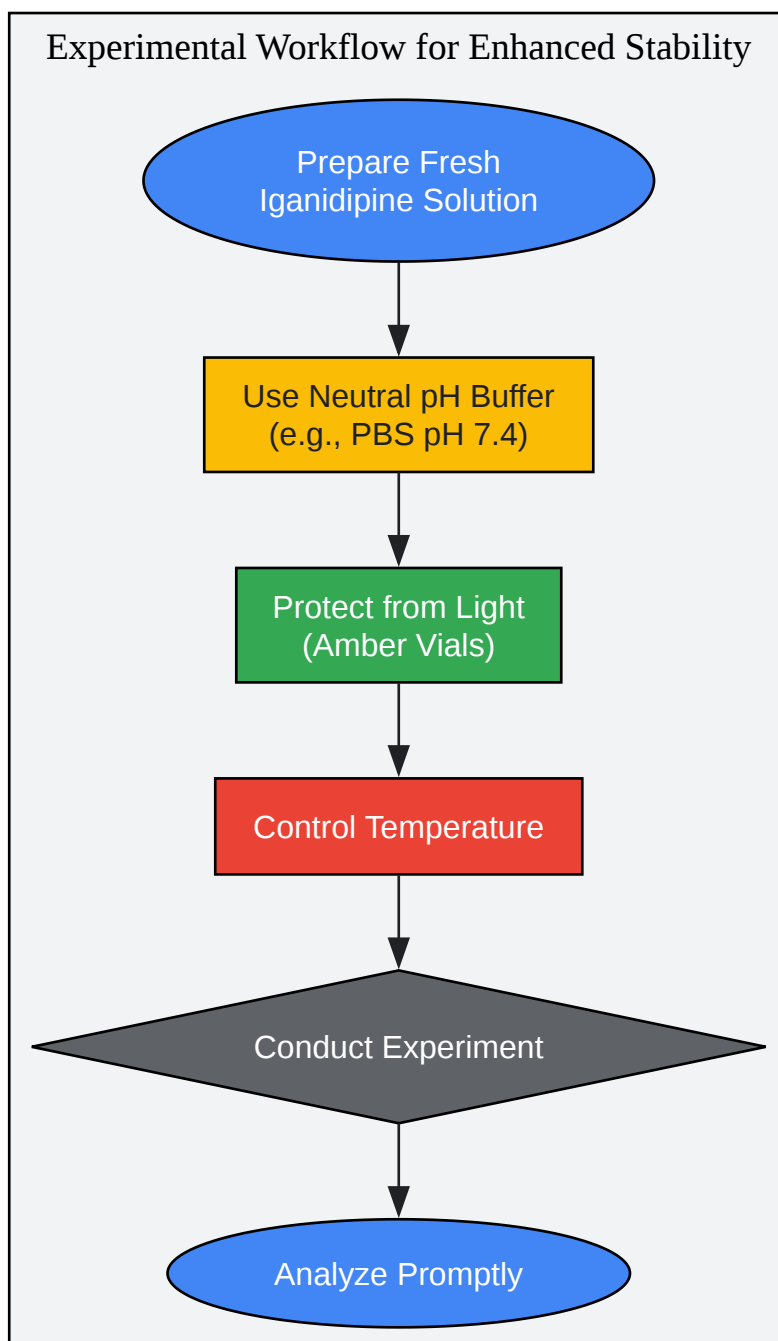 Experimental Workflow for Enhanced Stability
Prepare Fresh
Iganidipine Solution
Use Neutral pH Buffer
(e.g., PBS pH 7.4)
Protect from Light
(Amber Vials)
Control Temperature
Conduct Experiment
Analyze Promptly